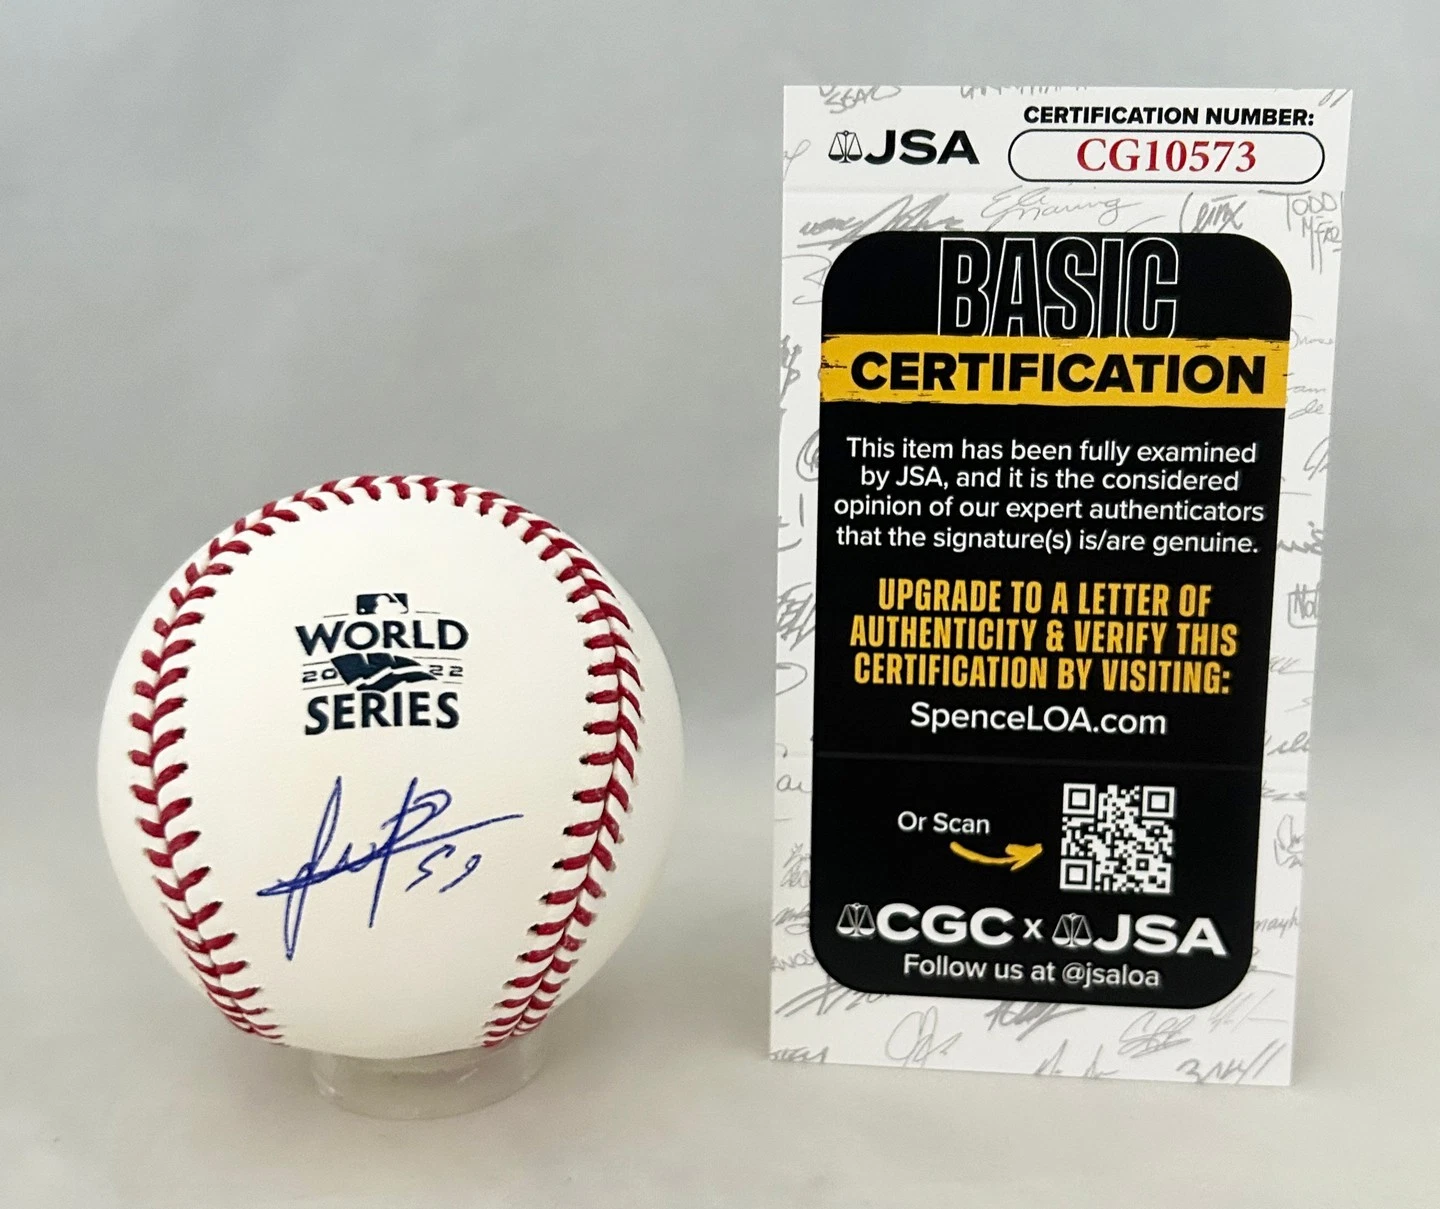 WORLD
2022
SERIES
59
JSA
CERTIFICATION NUMBER:
CG10573
BASIC
CERTIFICATION
This item has been fully examined
by JSA, and it is the considered
opinion of our expert authenticators
that the signature(s) is/are genuine.
UPGRADE TO A LETTER OF
AUTHENTICITY & VERIFY THIS
CERTIFICATION BY VISITING:
SpenceLOA.com
Or Scan
CGC x JSA
Follow us at @jsaloa